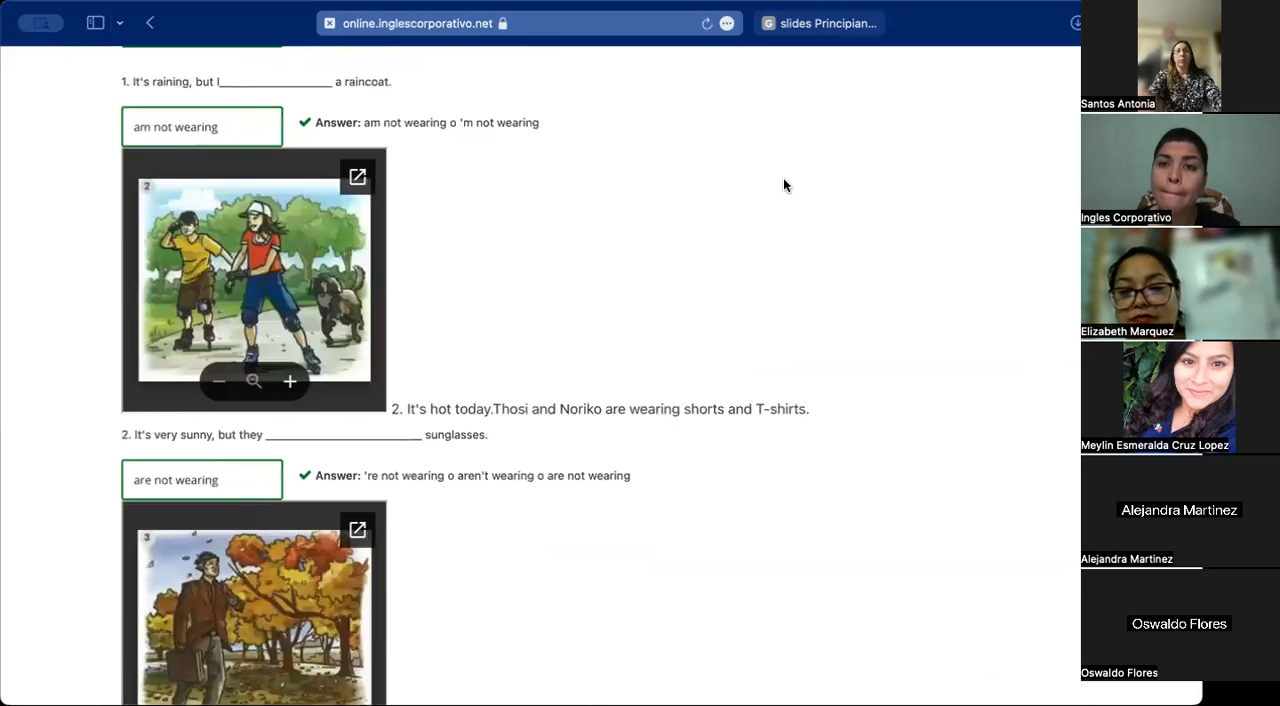 online.inglescorporativo.net
G slides Principian...
1. It's raining, but I_________________ a raincoat.
am not wearing
Answer: am not wearing o 'm not wearing
2
2. It's hot today.Thosi and Noriko are wearing shorts and T-shirts.
2. It's very sunny, but they _______________________ sunglasses.
are not wearing
Answer: 're not wearing o aren't wearing o are not wearing
3
Santos Antonia
Ingles Corporativo
Elizabeth Marquez
Meylin Esmeralda Cruz Lopez
Alejandra Martinez
Alejandra Martinez
Oswaldo Flores
Oswaldo Flores